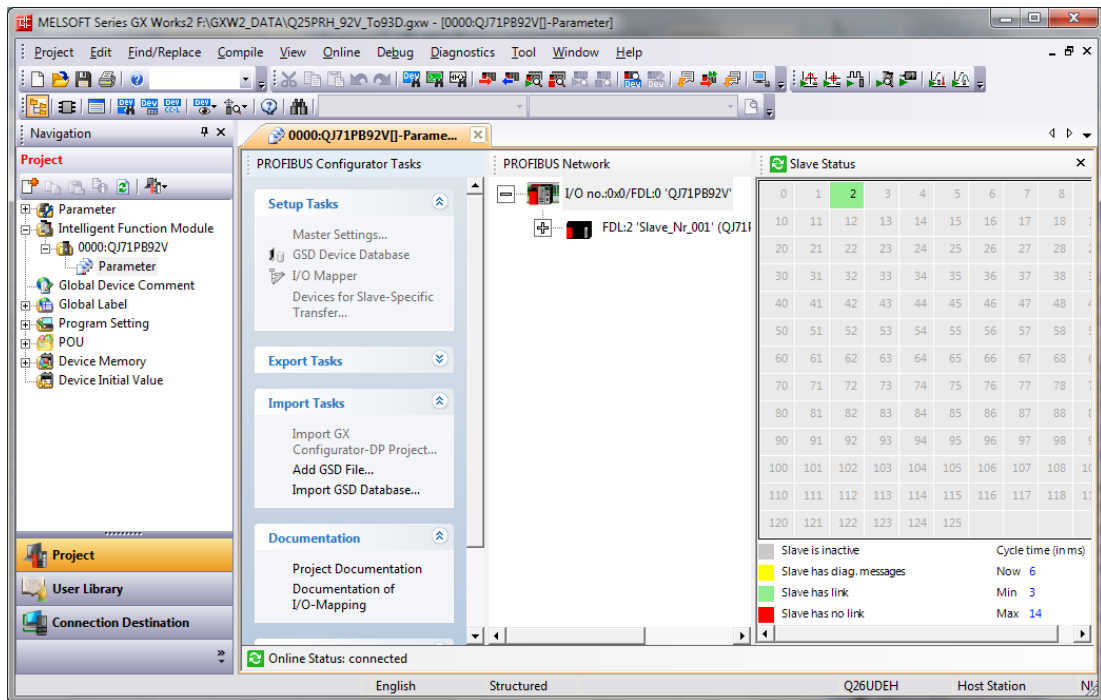 MELSOFT Series GX Works2 F:\GXW2_DATA\Q25PRH_92V_To93D.gxw - [0000:QJ71PB92V[]-Parameter]
Project Edit Find/Replace Compile View Online Debug Diagnostics Tool Window Help
Navigation
0000:QJ71PB92V[]-Parame...
Project
Parameter
Intelligent Function Module
0000:QJ71PB92V
Parameter
Global Device Comment
Global Label
Program Setting
POU
Device Memory
Device Initial Value
Project
User Library
Connection Destination
PROFIBUS Configurator Tasks
Setup Tasks
Master Settings...
GSD Device Database
I/O Mapper
Devices for Slave-Specific
Transfer...
Export Tasks
Import Tasks
Import GX
Configurator-DP Project...
Add GSD File...
Import GSD Database...
Documentation
Project Documentation
Documentation of
I/O-Mapping
PROFIBUS Network
I/O no.:0x0/FDL:0 'QJ71PB92V'
FDL:2 'Slave_Nr_001' (QJ71
Slave Status
0 1 2 3 4 5 6 7 8
10 11 12 13 14 15 16 17 18
20 21 22 23 24 25 26 27 28
30 31 32 33 34 35 36 37 38
40 41 42 43 44 45 46 47 48
50 51 52 53 54 55 56 57 58
60 61 62 63 64 65 66 67 68
70 71 72 73 74 75 76 77 78
80 81 82 83 84 85 86 87 88
90 91 92 93 94 95 96 97 98
100 101 102 103 104 105 106 107 108
110 111 112 113 114 115 116 117 118
120 121 122 123 124 125
Slave is inactive Cycle time (in ms)
Slave has diag. messages Now 6
Slave has link Min 3
Slave has no link Max 14
Online Status: connected
English Structured Q26UDEH Host Station